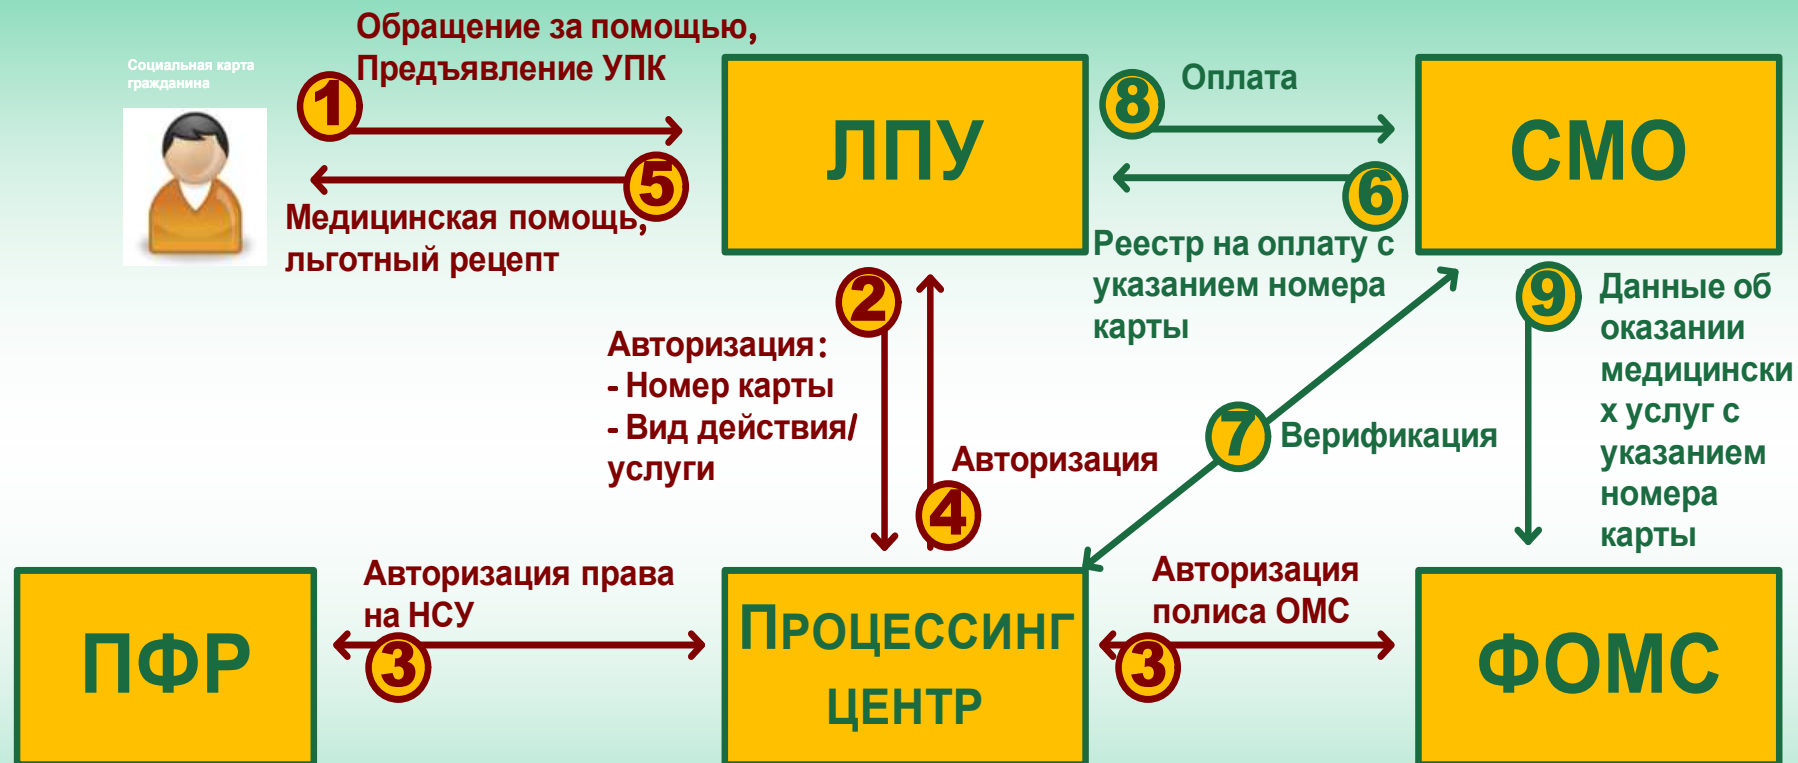 Социальная карта
гражданина
Обращение за помощью,
Предъявление УПК
1
5
Медицинская помощь,
льготный рецепт
ЛПУ
8
Оплата
6
Реестр на оплату с
указанием номера
карты
СМО
2
Авторизация:
- Номер карты
- Вид действия/
услуги
4
Авторизация
7
Верификация
9
Данные об
оказании
медицински
х услуг с
указанием
номера
карты
ПФР
Авторизация права
на НСУ
3
ПРОЦЕССИНГ
ЦЕНТР
Авторизация
полиса ОМС
3
ФОМС